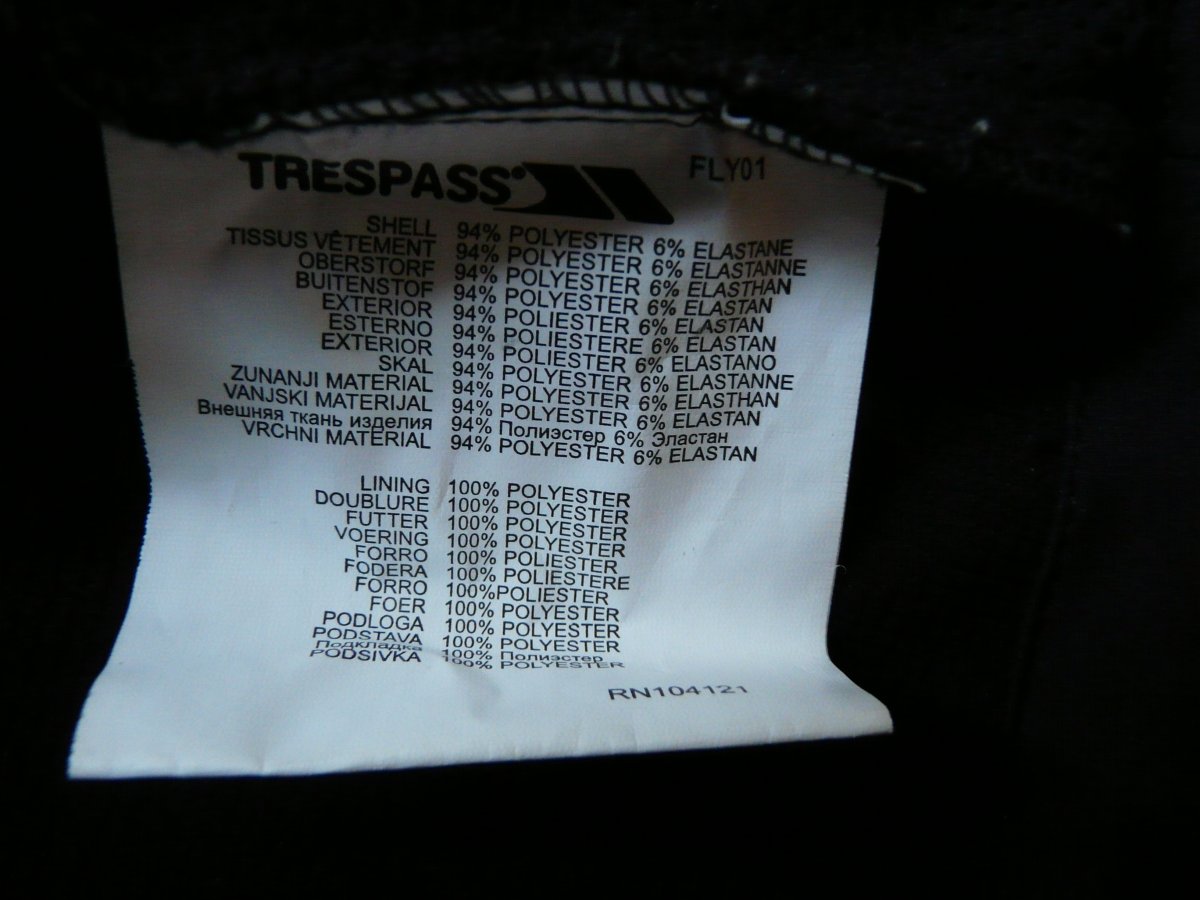 TRESPASS FLY01
SHELL 94% POLYESTER 6% ELASTANE
TISSUS VÊTEMENT 94% POLYESTER 6% ELASTANNE
OBERSTORF 94% POLYESTER 6% ELASTHAN
BUITENSTOF 94% POLYESTER 6% ELASTAN
EXTERIOR 94% POLIESTER 6% ELASTAN
ESTERNO 94% POLIESTERE 6% ELASTAN
EXTERIOR 94% POLIESTER 6% ELASTANO
SKAL 94% POLYESTER 6% ELASTANNE
ZUNANJI MATERIAL 94% POLYESTER 6% ELASTHAN
VANJSKI MATERIJAL 94% POLYESTER 6% ELASTAN
Внешняя ткань изделия 94% Полиэстер 6% Эластан
VRCHNI MATERIAL 94% POLYESTER 6% ELASTAN
LINING 100% POLYESTER
DOUBLURE 100% POLYESTER
FUTTER 100% POLYESTER
VOERING 100% POLYESTER
FORRO 100% POLIESTER
FODERA 100% POLIESTERE
FORRO 100%POLIESTER
FOER 100% POLYESTER
PODLOGA 100% POLYESTER
PODSTAVA 100% POLYESTER
Подкладка 100% Полиэстер
PODSIVKA 100% POLYESTER
RN104121